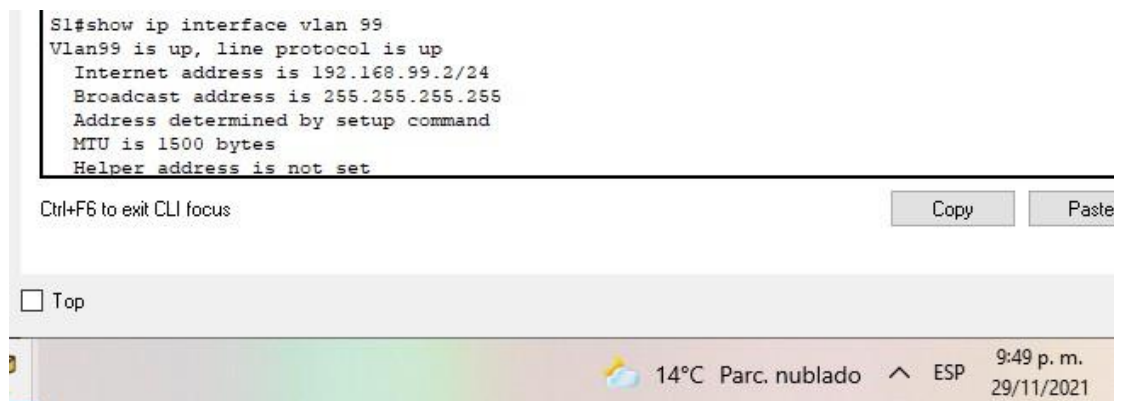 S1#show ip interface vlan 99
Vlan99 is up, line protocol is up
Internet address is 192.168.99.2/24
Broadcast address is 255.255.255.255
Address determined by setup command
MTU is 1500 bytes
Helper address is not set
Ctrl+F6 to exit CLI focus
Copy
Paste
Top
14°C Parc. nublado
ESP
9:49 p. m.
29/11/2021